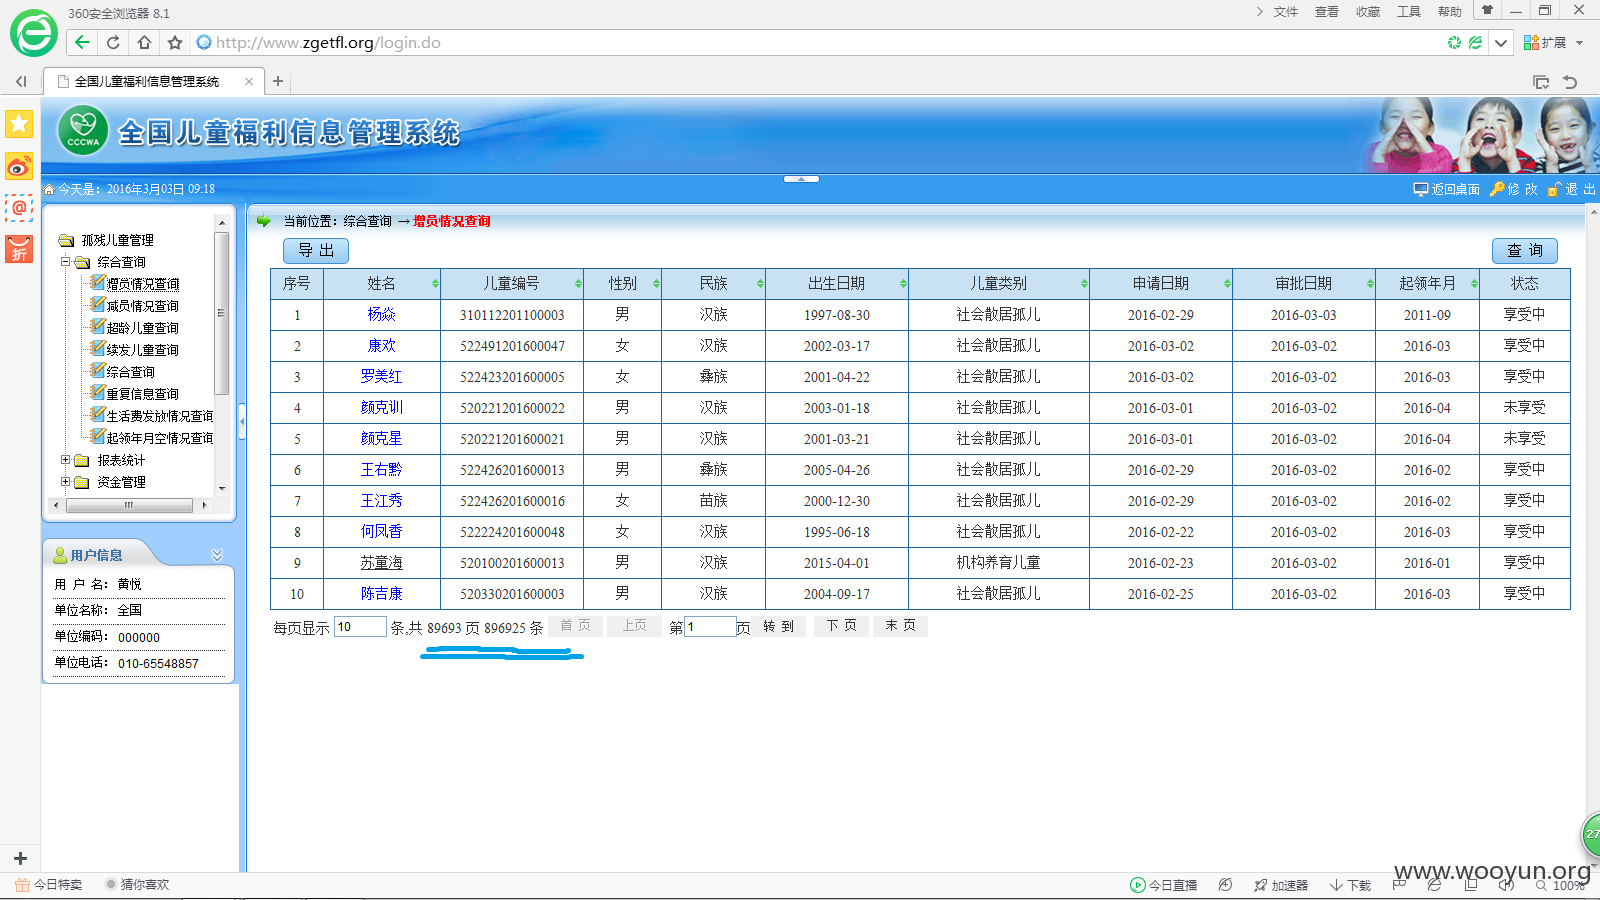 360安全浏览器 8.1
文件 查看 收藏 工具 帮助
http://www.zgetfl.org/login.do
扩展
全国儿童福利信息管理系统
CCCWA
全国儿童福利信息管理系统
今天是：2016年3月03日 09:18
返回桌面 修 改 退 出
@
折
孤残儿童管理
综合查询
增员情况查询
减员情况查询
超龄儿童查询
续发儿童查询
综合查询
重复信息查询
生活费发放情况查询
起领年月空情况查询
报表统计
资金管理
用户信息
用 户 名： 黄悦
单位名称： 全国
单位编码： 000000
单位电话： 010-65548857
当前位置：综合查询 →增员情况查询
导 出 查 询
序号 姓名 儿童编号 性别 民族 出生日期 儿童类别 申请日期 审批日期 起领年月 状态
1 杨焱 310112201100003 男 汉族 1997-08-30 社会散居孤儿 2016-02-29 2016-03-03 2011-09 享受中
2 康欢 522491201600047 女 汉族 2002-03-17 社会散居孤儿 2016-03-02 2016-03-02 2016-03 享受中
3 罗美红 522423201600005 女 彝族 2001-04-22 社会散居孤儿 2016-03-02 2016-03-02 2016-03 享受中
4 颜克训 520221201600022 男 汉族 2003-01-18 社会散居孤儿 2016-03-01 2016-03-02 2016-04 未享受
5 颜克星 520221201600021 男 汉族 2001-03-21 社会散居孤儿 2016-03-01 2016-03-02 2016-04 未享受
6 王右黔 522426201600013 男 彝族 2005-04-26 社会散居孤儿 2016-02-29 2016-03-02 2016-02 享受中
7 王江秀 522426201600016 女 苗族 2000-12-30 社会散居孤儿 2016-02-29 2016-03-02 2016-02 享受中
8 何凤香 522224201600048 女 汉族 1995-06-18 社会散居孤儿 2016-02-22 2016-03-02 2016-03 享受中
9 苏童海 520100201600003 男 汉族 2015-04-01 机构养育儿童 2016-02-23 2016-03-02 2016-01 享受中
10 陈吉康 520330201600003 男 汉族 2004-09-17 社会散居孤儿 2016-02-25 2016-03-02 2016-03 享受中
每页显示 10 条,共 89693 页 896925 条 首 页 上页 第 1 页 转 到 下 页 末 页
27
www.wooyun.org
今日特卖 猜你喜欢 今日直播 加速器 下载 100%